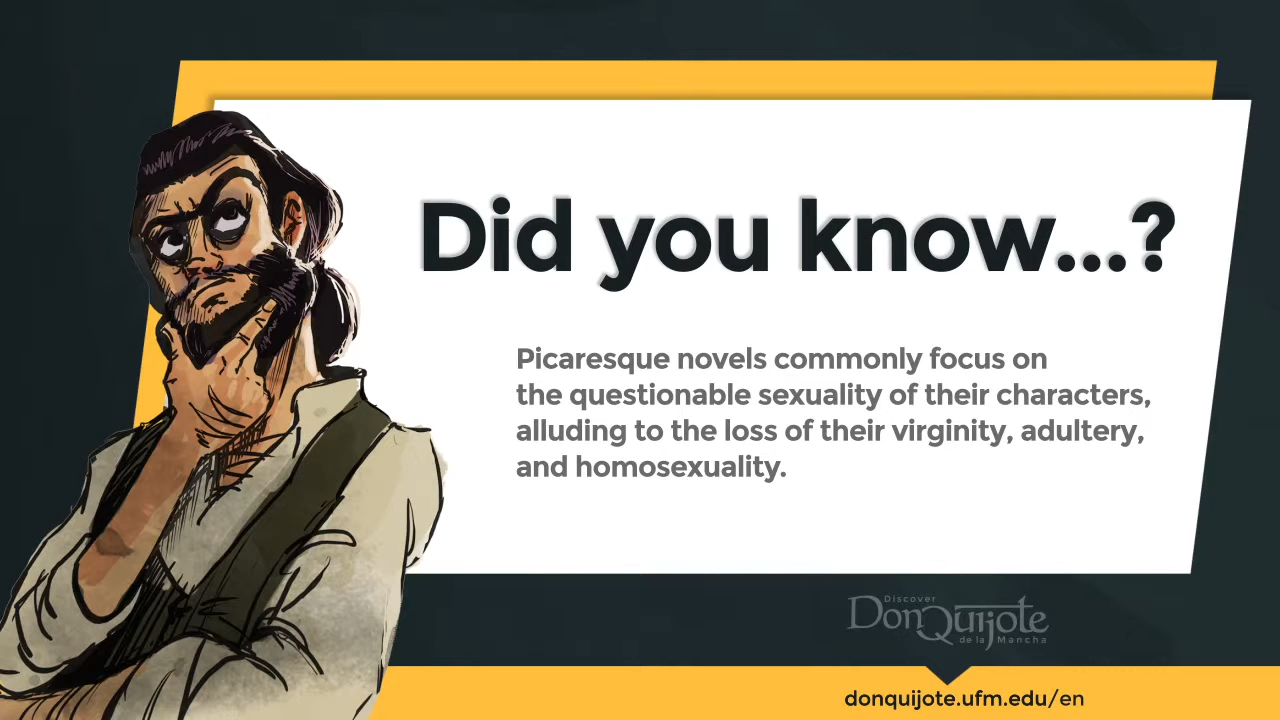 Did you know...?
Picaresque novels commonly focus on
the questionable sexuality of their characters,
alluding to the loss of their virginity, adultery,
and homosexuality.
Discover
DonQuijote
de la Mancha
donquijote.ufm.edu/en